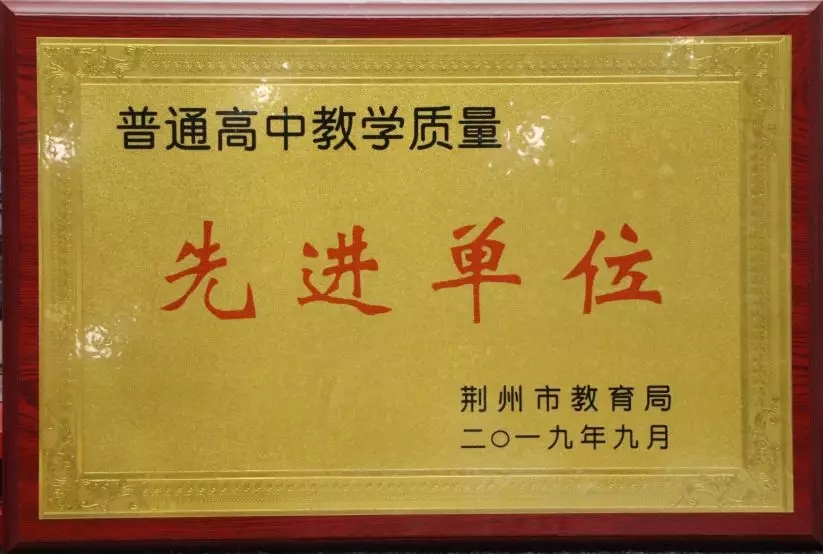 普通高中教学质量
先进单位
荆州市教育局
二〇一九年九月